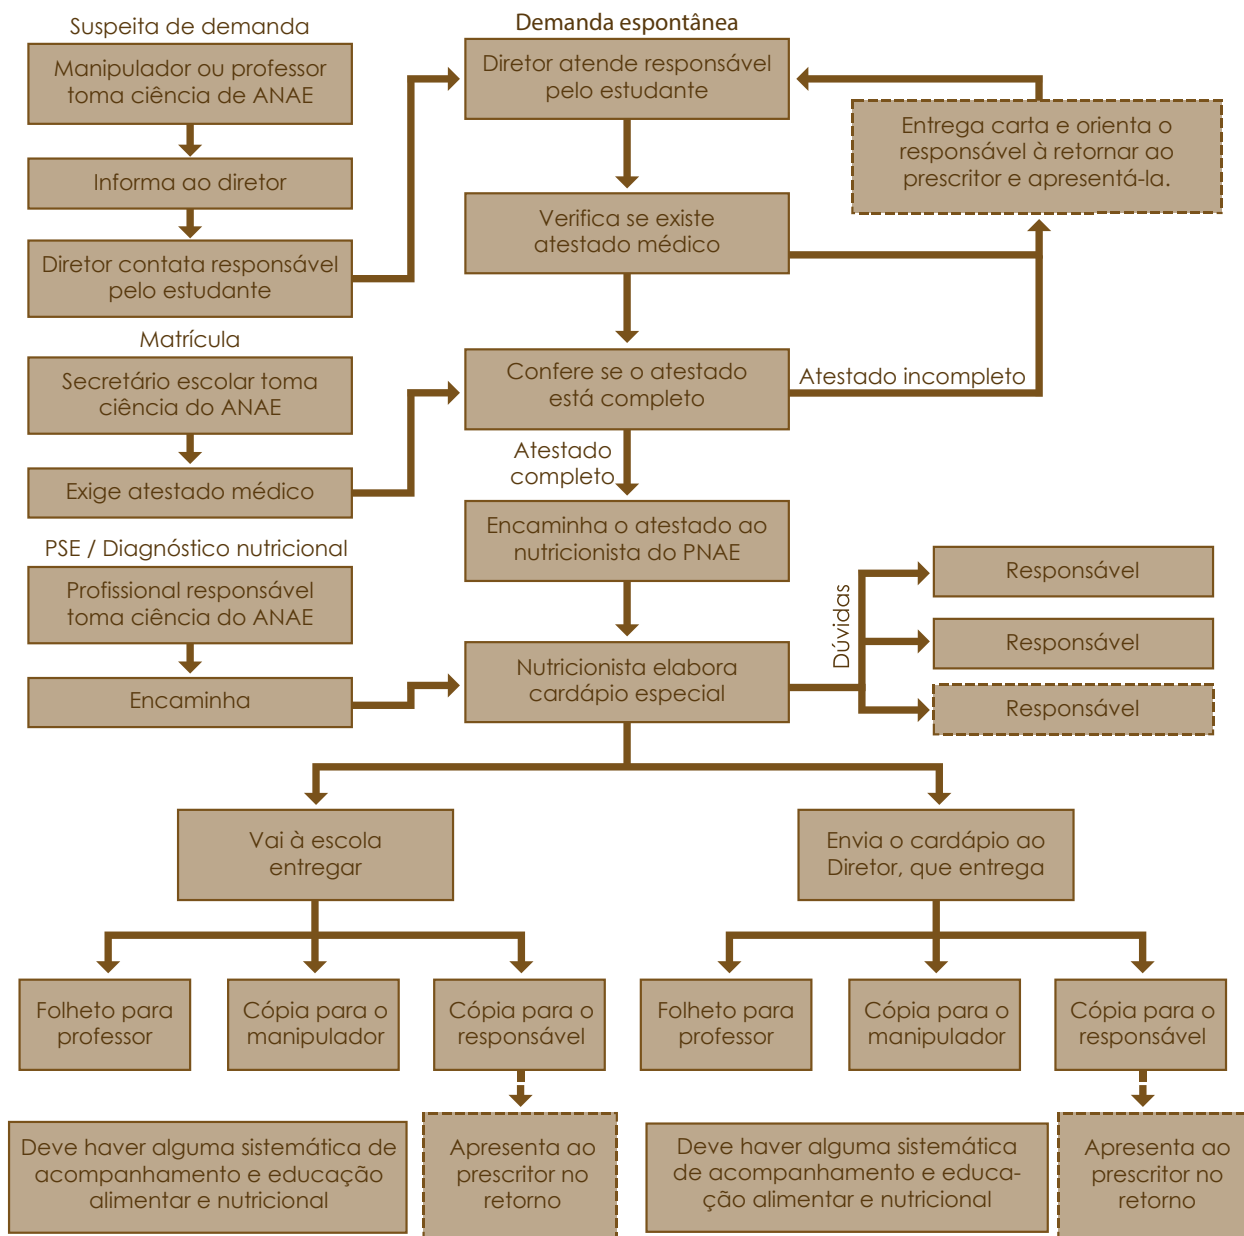 Suspeita de demanda
Manipulador ou professor
toma ciência de ANAE
Informa ao diretor
Diretor contata responsável
pelo estudante
Matrícula
Secretário escolar toma
ciência do ANAE
Exige atestado médico
PSE / Diagnóstico nutricional
Profissional responsável
toma ciência do ANAE
Encaminha
Demanda espontânea
Diretor atende responsável
pelo estudante
Verifica se existe
atestado médico
Confere se o atestado
está completo
Atestado
completo
Encaminha o atestado ao
nutricionista do PNAE
Nutricionista elabora
cardápio especial
Entrega carta e orienta o
responsável à retornar ao
prescritor e apresentá-la.
Atestado incompleto
Dúvidas
Responsável
Responsável
Responsável
Vai à escola
entregar
Folheto para
professor
Cópia para o
manipulador
Cópia para o
responsável
Deve haver alguma sistemática de
acompanhamento e educação
alimentar e nutricional
Apresenta ao
prescritor no
retorno
Envia o cardápio ao
Diretor, que entrega
Folheto para
professor
Cópia para o
manipulador
Cópia para o
responsável
Deve haver alguma sistemática
de acompanhamento e educa-
ção alimentar e nutricional
Apresenta ao
prescritor no
retorno